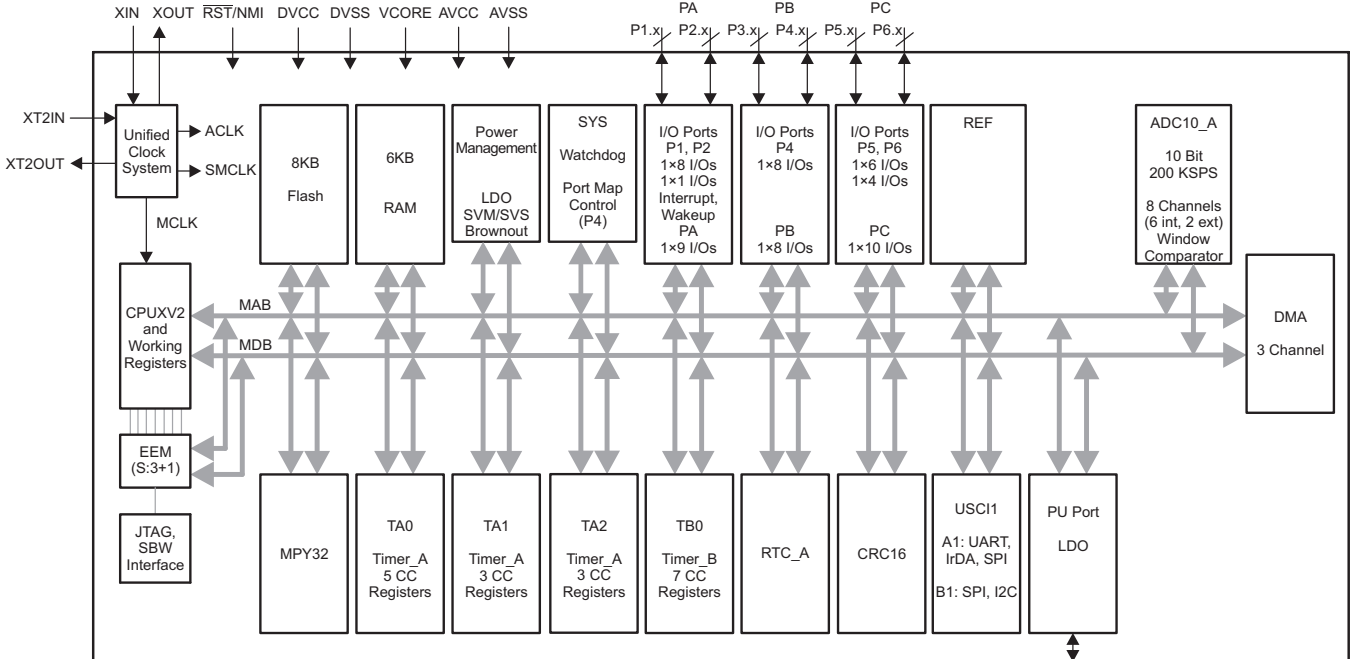 XIN XOUT RST/NMI DVCC DVSS VCORE AVCC AVSS
PA PB PC
P1.x P2.x P3.x P4.x P5.x P6.x
XT2IN
XT2OUT
Unified
Clock
System
ACLK
SMCLK
MCLK
8KB
Flash
6KB
RAM
Power
Management
LDO
SVM/SVS
Brownout
SYS
Watchdog
Port Map
Control
(P4)
I/O Ports
P1, P2
1×8 I/Os
1×1 I/Os
Interrupt,
Wakeup
PA
1×9 I/Os
I/O Ports
P4
1×8 I/Os
PB
1×8 I/Os
I/O Ports
P5, P6
1×6 I/Os
1×4 I/Os
PC
1×10 I/Os
REF
ADC10_A
10 Bit
200 KSPS
8 Channels
(6 int, 2 ext)
Window
Comparator
CPUXV2
and
Working
Registers
MAB
MDB
DMA
3 Channel
EEM
(S:3+1)
JTAG,
SBW
Interface
MPY32
TA0
Timer_A
5 CC
Registers
TA1
Timer_A
3 CC
Registers
TA2
Timer_A
3 CC
Registers
TB0
Timer_B
7 CC
Registers
RTC_A
CRC16
USCI1
A1: UART,
IrDA, SPI
B1: SPI, I2C
PU Port
LDO